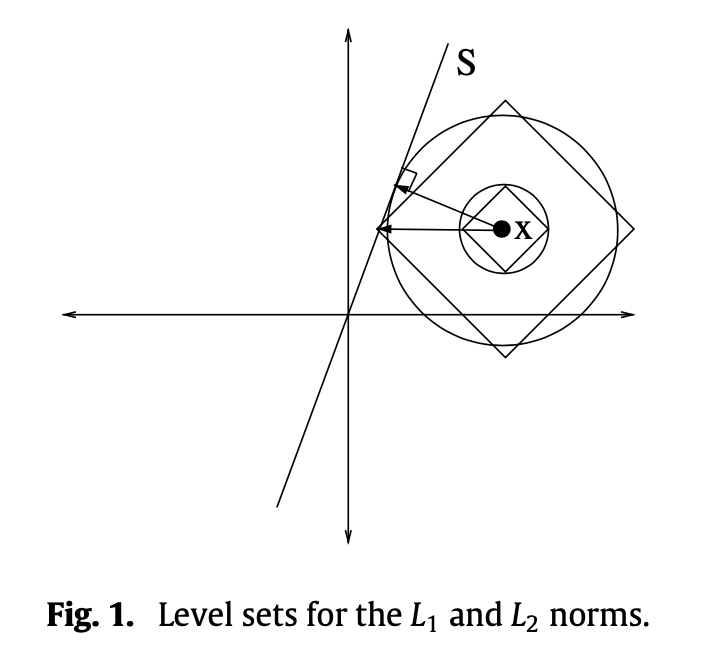 S
x
Fig. 1. Level sets for the L₁ and L₂ norms.